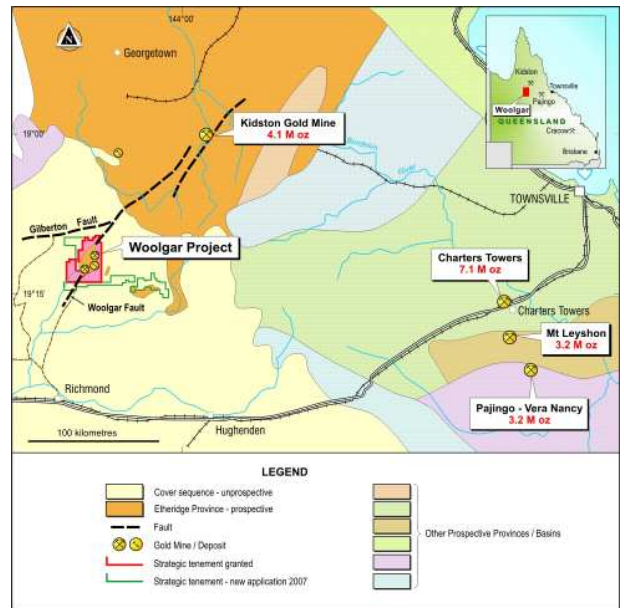 144°00'
N
Georgetown
19°00'
Kidston Gold Mine
4.1 M oz
Kidston
Townsville
Pajingo
Woolgar
QUEENSLAND
Cracow
Brisbane
River
TOWNSVILLE
Gilberton Fault
Woolgar Project
Charters Towers
7.1 M oz
19°15'
Charters Towers
Woolgar Fault
Mt Leyshon
3.2 M oz
Pajingo - Vera Nancy
3.2 M oz
Richmond
Hughenden
100 kilometres
LEGEND
Cover sequence - unprospective
Etheridge Province - prospective
Fault
Gold Mine / Deposit
Strategic tenement granted
Strategic tenement - new application 2007
Other Prospective Provinces / Basins